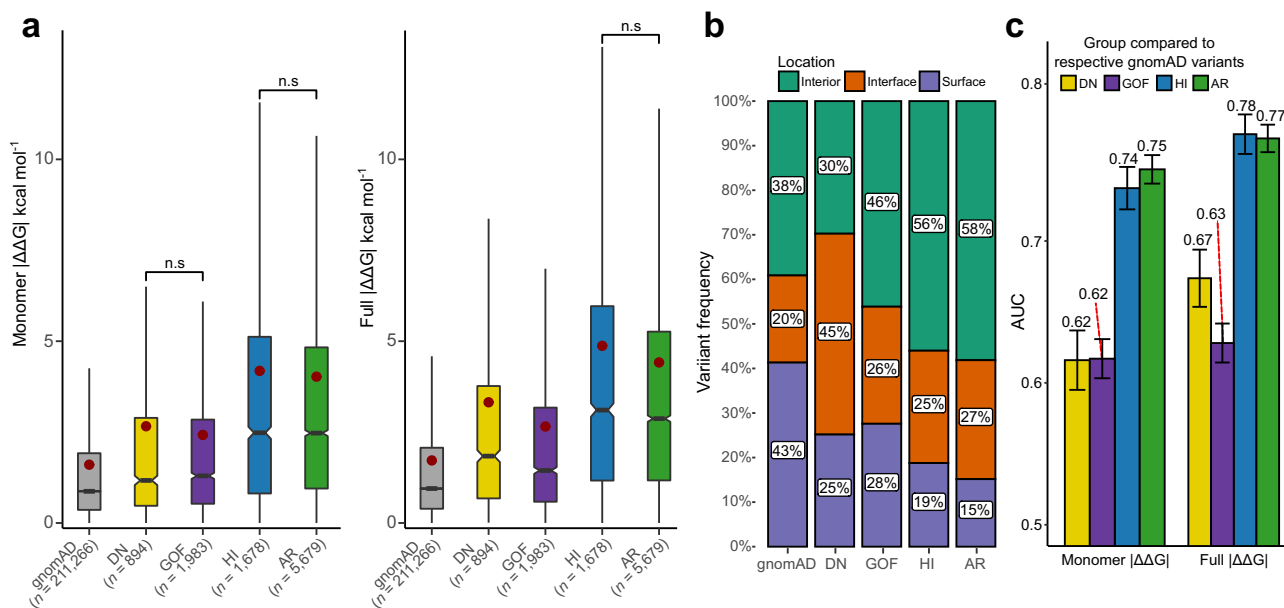 a
Monomer |ΔΔG| kcal mol⁻¹
10
5
0
n.s
n.s
gnomAD
(n = 211,266)
DN
(n = 894)
GOF
(n = 1,983)
HI
(n = 1,678)
AR
(n = 5,679)
Full |ΔΔG| kcal mol⁻¹
10
5
0
n.s
gnomAD
(n = 211,266)
DN
(n = 894)
GOF
(n = 1,983)
HI
(n = 1,678)
AR
(n = 5,679)
b
Location
Interior Interface Surface
Variiant frequency
100%
90%
80%
70%
60%
50%
40%
30%
20%
10%
0%
38%
20%
43%
30%
45%
25%
46%
26%
28%
56%
25%
19%
58%
27%
15%
gnomAD DN GOF HI AR
c
Group compared to
respective gnomAD variants
DN GOF HI AR
AUC
0.8
0.7
0.6
0.5
0.62
0.62
0.74
0.75
0.67
0.63
0.78
0.77
Monomer |ΔΔG| Full |ΔΔG|